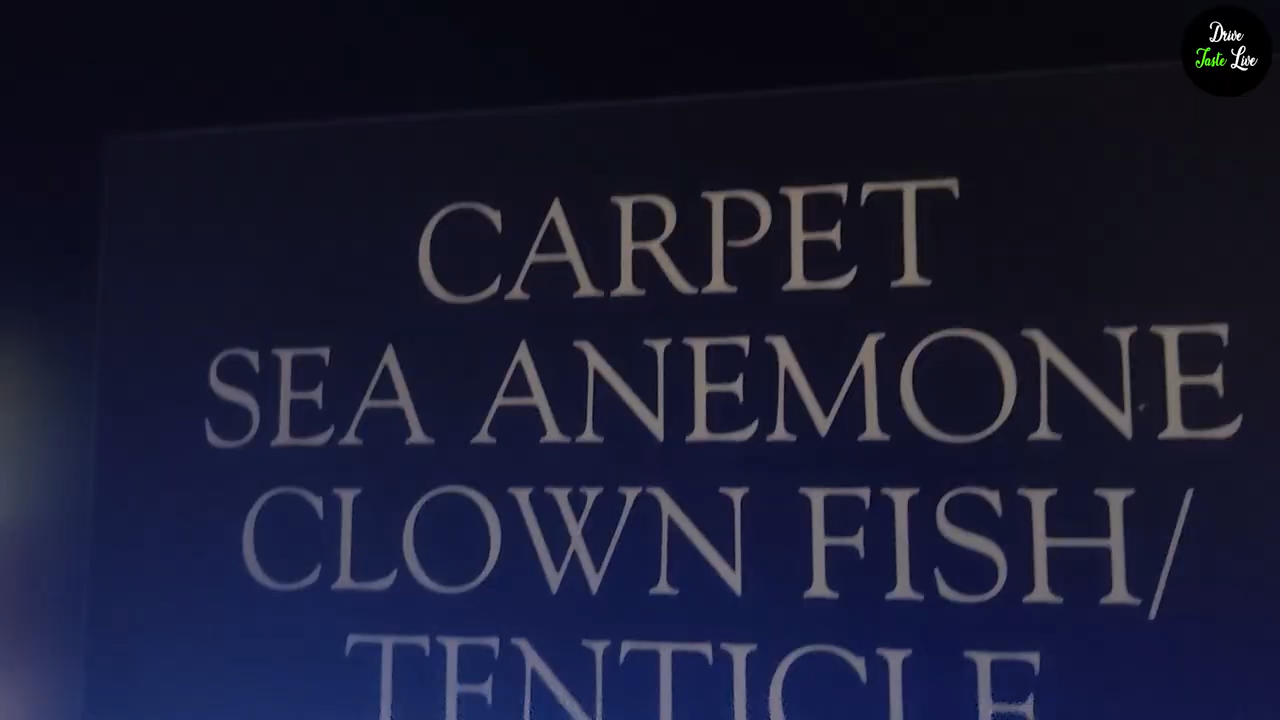 Drive
Taste Live
CARPET
SEA ANEMONE
CLOWN FISH/
TENTICLE